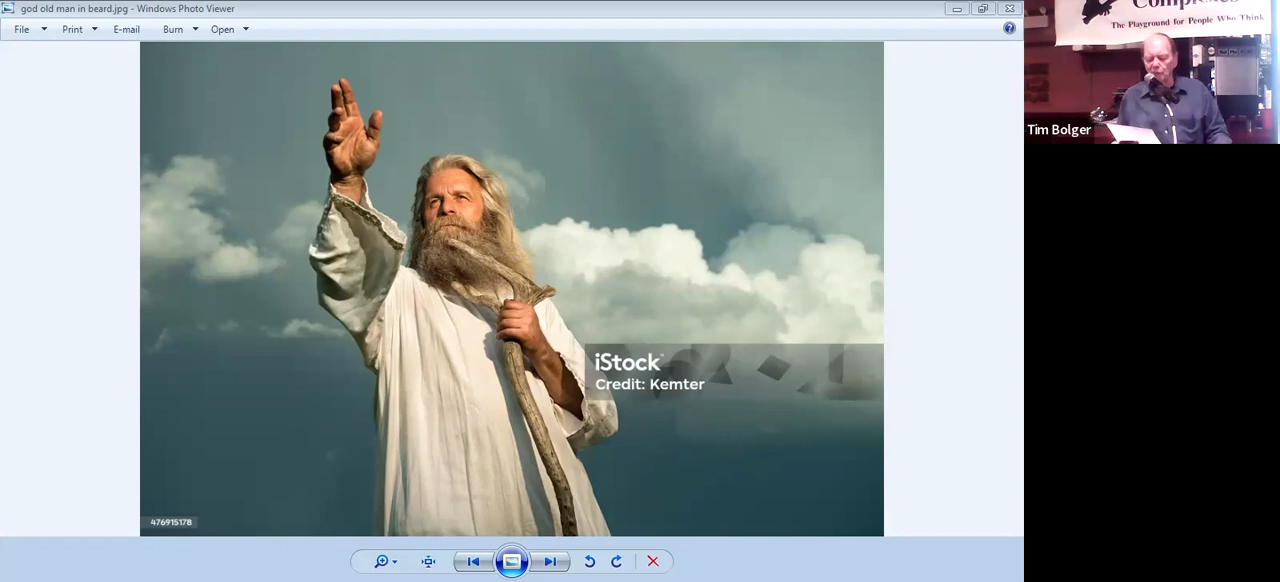 god old man in beard.jpg - Windows Photo Viewer
File Print E-mail Burn Open
The Playground for People Who Think
Tim Bolger
iStock
Credit: Kemter
476915178